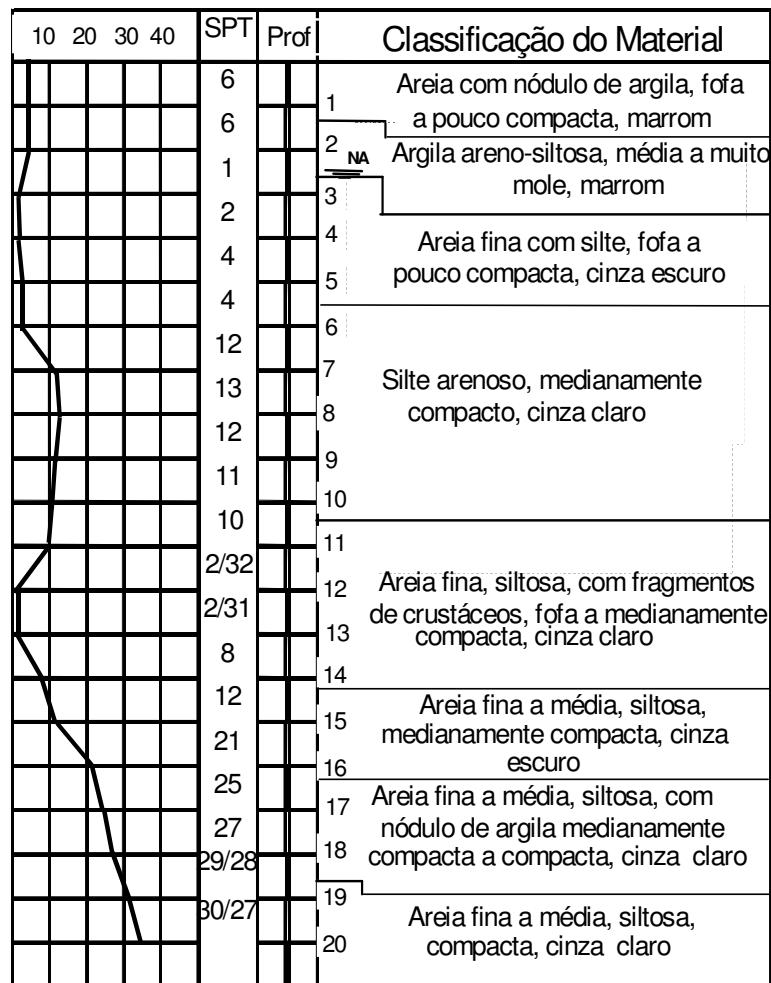 10 20 30 40 SPT Prof Classificação do Material
6
6
1
2
4
4
12
13
12
11
10
2/32
2/31
8
12
21
25
27
29/28
30/27
1
2
NA
3
4
5
6
7
8
9
10
11
12
13
14
15
16
17
18
19
20
Areia com nódulo de argila, fofa
a pouco compacta, marrom
Argila areno-siltosa, média a muito
mole, marrom
Areia fina com silte, fofa a
pouco compacta, cinza escuro
Silte arenoso, medianamente
compacto, cinza claro
Areia fina, siltosa, com fragmentos
de crustáceos, fofa a medianamente
compacta, cinza claro
Areia fina a média, siltosa,
medianamente compacta, cinza
escuro
Areia fina a média, siltosa, com
nódulo de argila medianamente
compacta a compacta, cinza claro
Areia fina a média, siltosa,
compacta, cinza claro